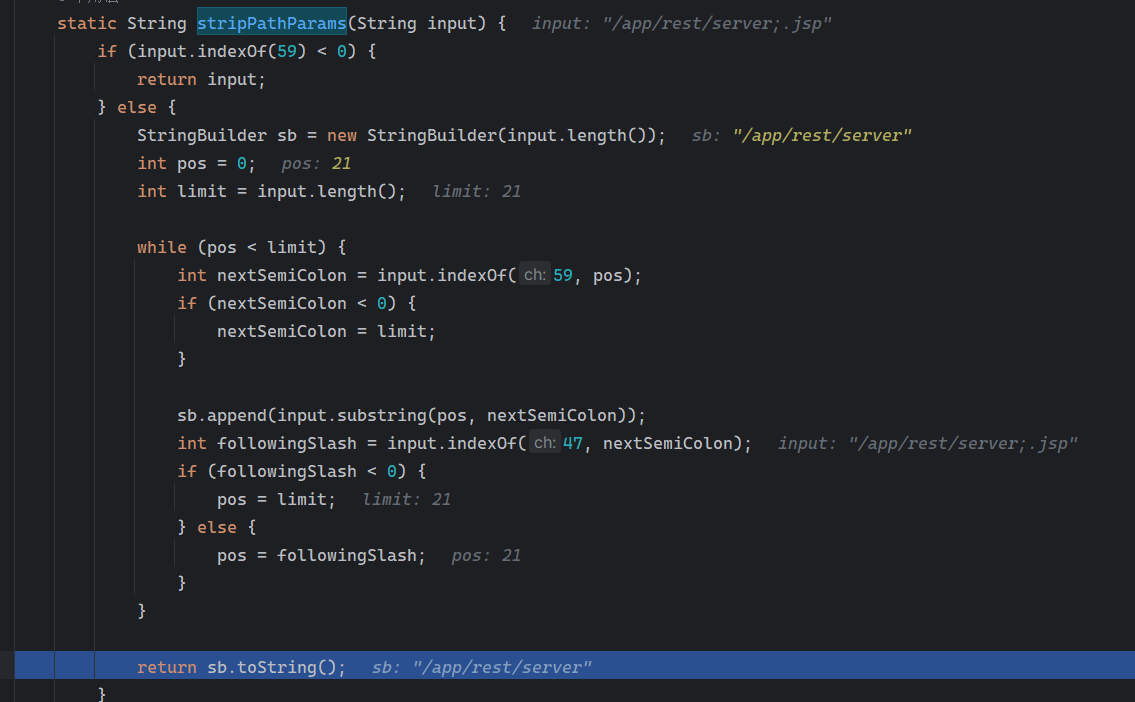 static String stripPathParams(String input) {   input: "/app/rest/server;.jsp"
if (input.indexOf(59) < 0) {
return input;
} else {
StringBuilder sb = new StringBuilder(input.length());   sb: "/app/rest/server"
int pos = 0;   pos: 21
int limit = input.length();   limit: 21
while (pos < limit) {
int nextSemiColon = input.indexOf( ch: 59, pos);
if (nextSemiColon < 0) {
nextSemiColon = limit;
}
sb.append(input.substring(pos, nextSemiColon));
int followingSlash = input.indexOf( ch: 47, nextSemiColon);   input: "/app/rest/server;.jsp"
if (followingSlash < 0) {
pos = limit;   limit: 21
} else {
pos = followingSlash;   pos: 21
}
}
return sb.toString();   sb: "/app/rest/server"
}